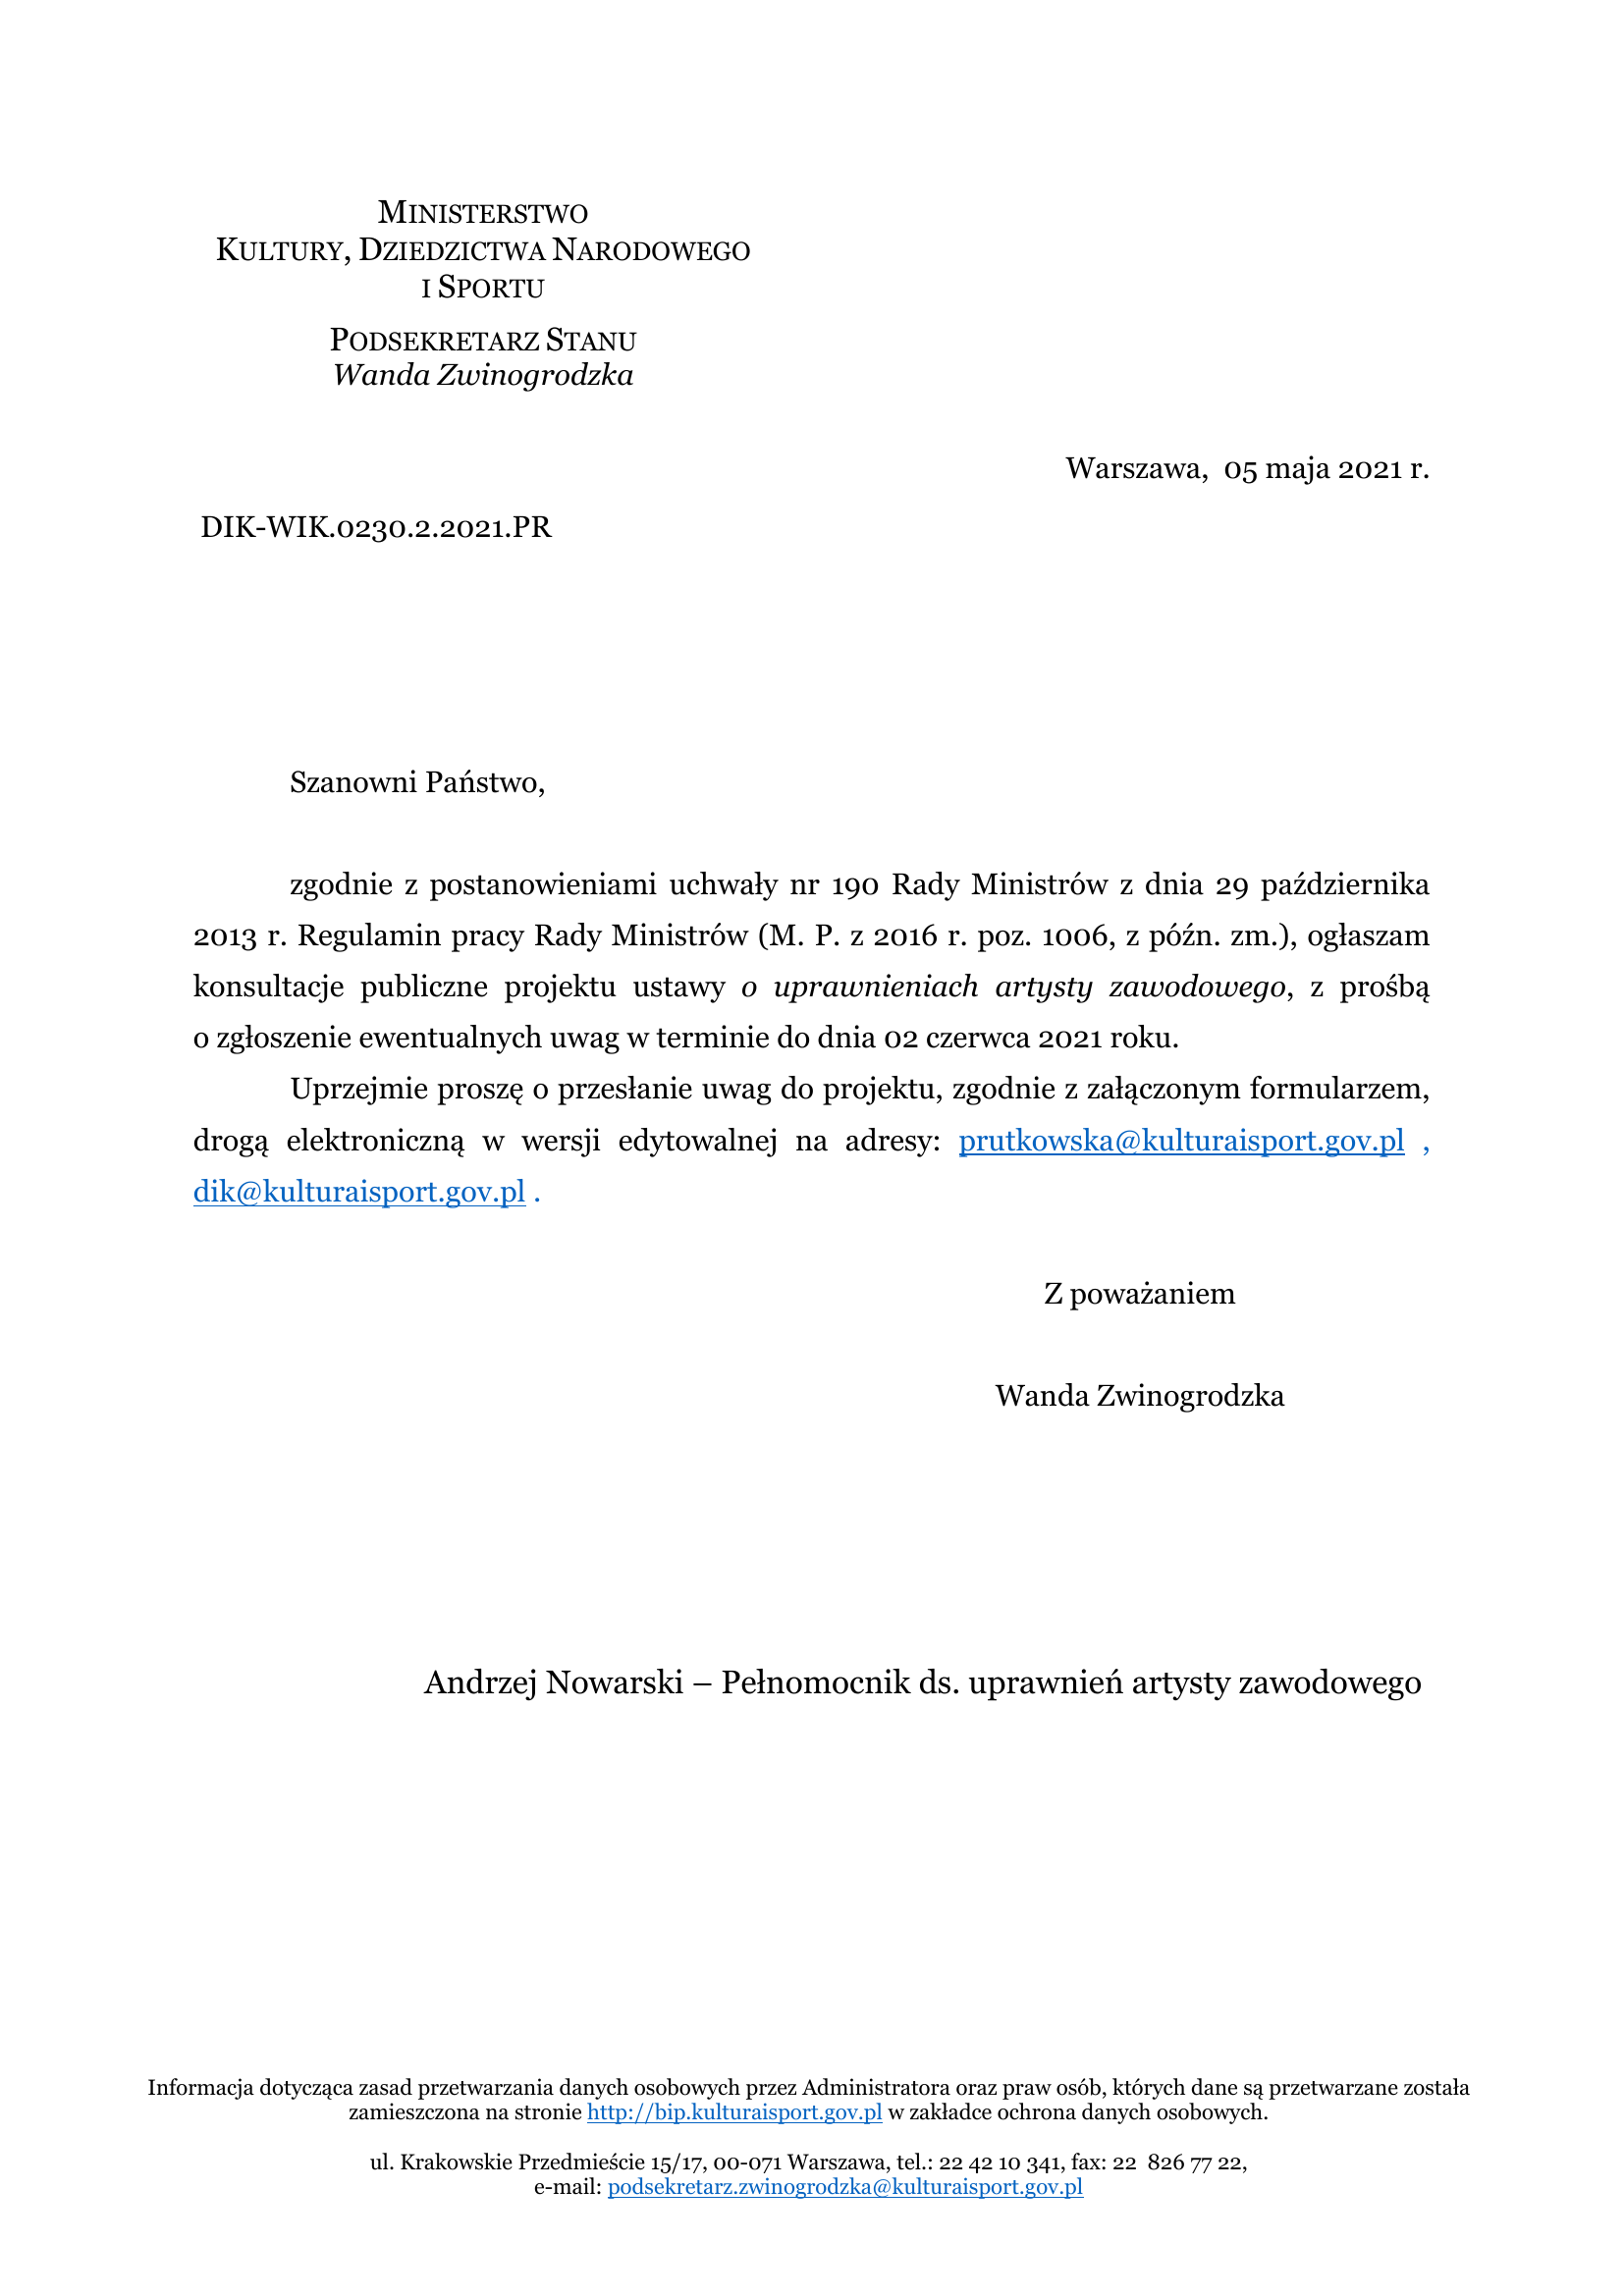 MINISTERSTWO
KULTURY, DZIEDZICTWA NARODOWEGO
I SPORTU
PODSEKRETARZ STANU
Wanda Zwinogrodzka
Warszawa,  05 maja 2021 r.
DIK-WIK.0230.2.2021.PR
Szanowni Państwo,
zgodnie z postanowieniami uchwały nr 190 Rady Ministrów z dnia 29 października
2013 r. Regulamin pracy Rady Ministrów (M. P. z 2016 r. poz. 1006, z późn. zm.), ogłaszam
konsultacje publiczne projektu ustawy o uprawnieniach artysty zawodowego, z prośbą
o zgłoszenie ewentualnych uwag w terminie do dnia 02 czerwca 2021 roku.
Uprzejmie proszę o przesłanie uwag do projektu, zgodnie z załączonym formularzem,
drogą elektroniczną w wersji edytowalnej na adresy: prutkowska@kulturaisport.gov.pl ,
dik@kulturaisport.gov.pl .
Z poważaniem
Wanda Zwinogrodzka
Andrzej Nowarski – Pełnomocnik ds. uprawnień artysty zawodowego
Informacja dotycząca zasad przetwarzania danych osobowych przez Administratora oraz praw osób, których dane są przetwarzane została
zamieszczona na stronie http://bip.kulturaisport.gov.pl w zakładce ochrona danych osobowych.
ul. Krakowskie Przedmieście 15/17, 00-071 Warszawa, tel.: 22 42 10 341, fax: 22  826 77 22,
e-mail: podsekretarz.zwinogrodzka@kulturaisport.gov.pl